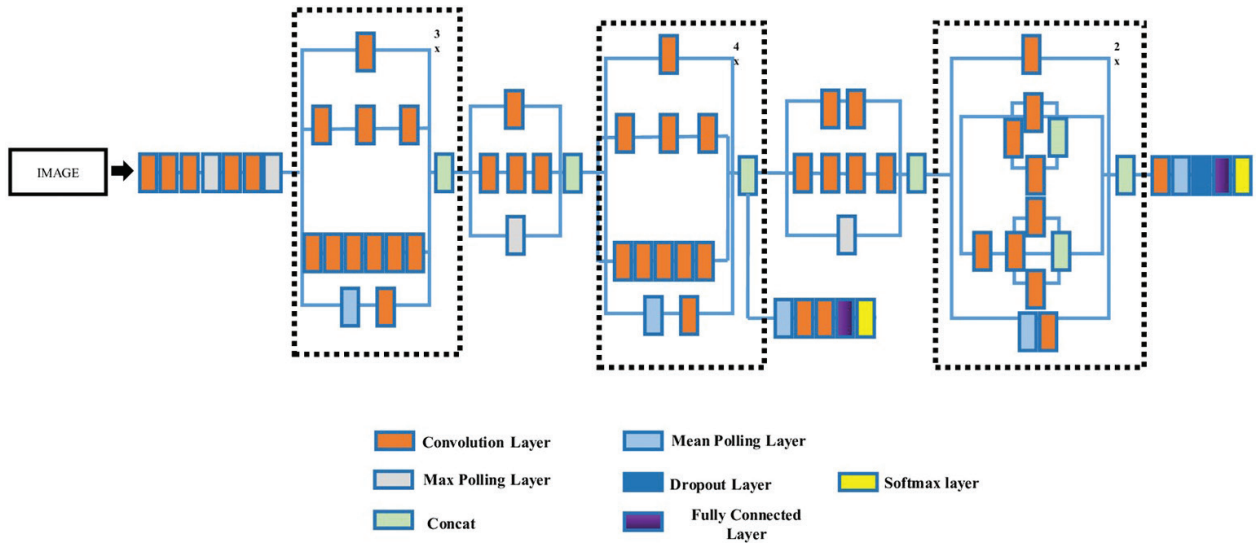 3
x
4
x
2
x
IMAGE
Convolution Layer
Mean Polling Layer
Max Polling Layer
Dropout Layer
Softmax layer
Concat
Fully Connected
Layer